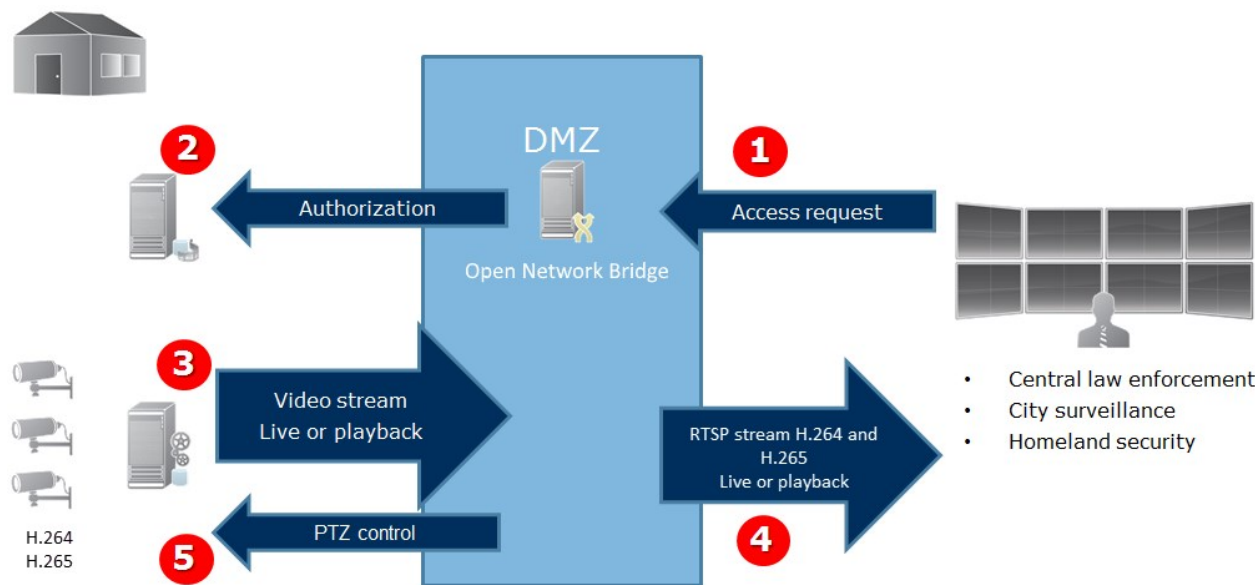 DMZ
1
2
Authorization
Access request
Open Network Bridge
3
Video stream
Live or playback
RTSP stream H.264 and
H.265
Live or playback
• Central law enforcement
• City surveillance
• Homeland security
PTZ control
4
H.264
H.265
5